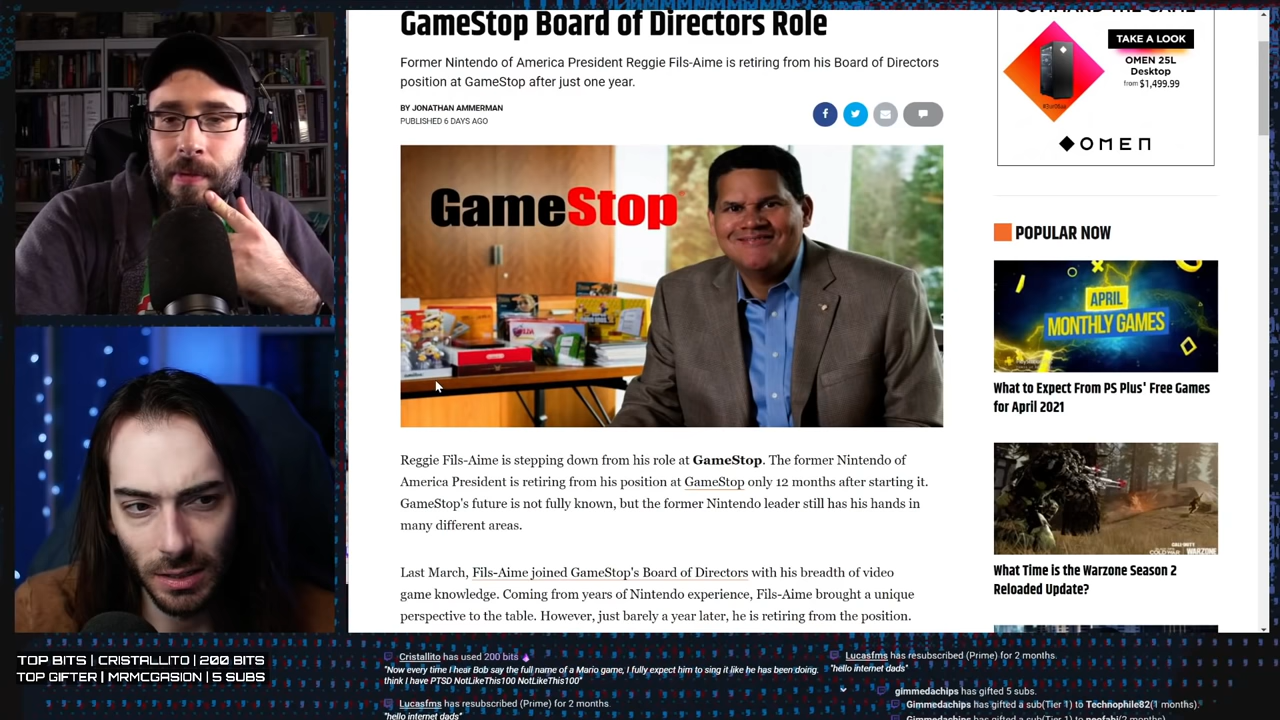 GameStop Board of Directors Role
Former Nintendo of America President Reggie Fils-Aime is retiring from his Board of Directors
position at GameStop after just one year.
BY JONATHAN AMMERMAN
PUBLISHED 6 DAYS AGO
GameStop
Reggie Fils-Aime is stepping down from his role at GameStop. The former Nintendo of
America President is retiring from his position at GameStop only 12 months after starting it.
GameStop's future is not fully known, but the former Nintendo leader still has his hands in
many different areas.
Last March, Fils-Aime joined GameStop's Board of Directors with his breadth of video
game knowledge. Coming from years of Nintendo experience, Fils-Aime brought a unique
perspective to the table. However, just barely a year later, he is retiring from the position.
TAKE A LOOK
OMEN 25L
Desktop
from $1,499.99
OMEN
POPULAR NOW
APRIL
MONTHLY GAMES
What to Expect From PS Plus' Free Games
for April 2021
WARZONE
What Time is the Warzone Season 2
Reloaded Update?
TOP BITS | CRISTALLITO | 200 BITS
TOP GIFTER | MRMCGASION | 5 SUBS
Cristallito has used 200 bits
"Now every time I hear Bob say the full name of a Mario game, I fully expect him to sing it like he has been doing.
think I have PTSD NotLikeThis100 NotLikeThis100"
Lucasfms has resubscribed (Prime) for 2 months.
"hello internet dads"
Lucasfms has resubscribed (Prime) for 2 months.
"hello internet dads"
gimmedachips has gifted 5 subs.
Gimmedachips has gifted a sub(Tier 1) to Technophile82(1 months).